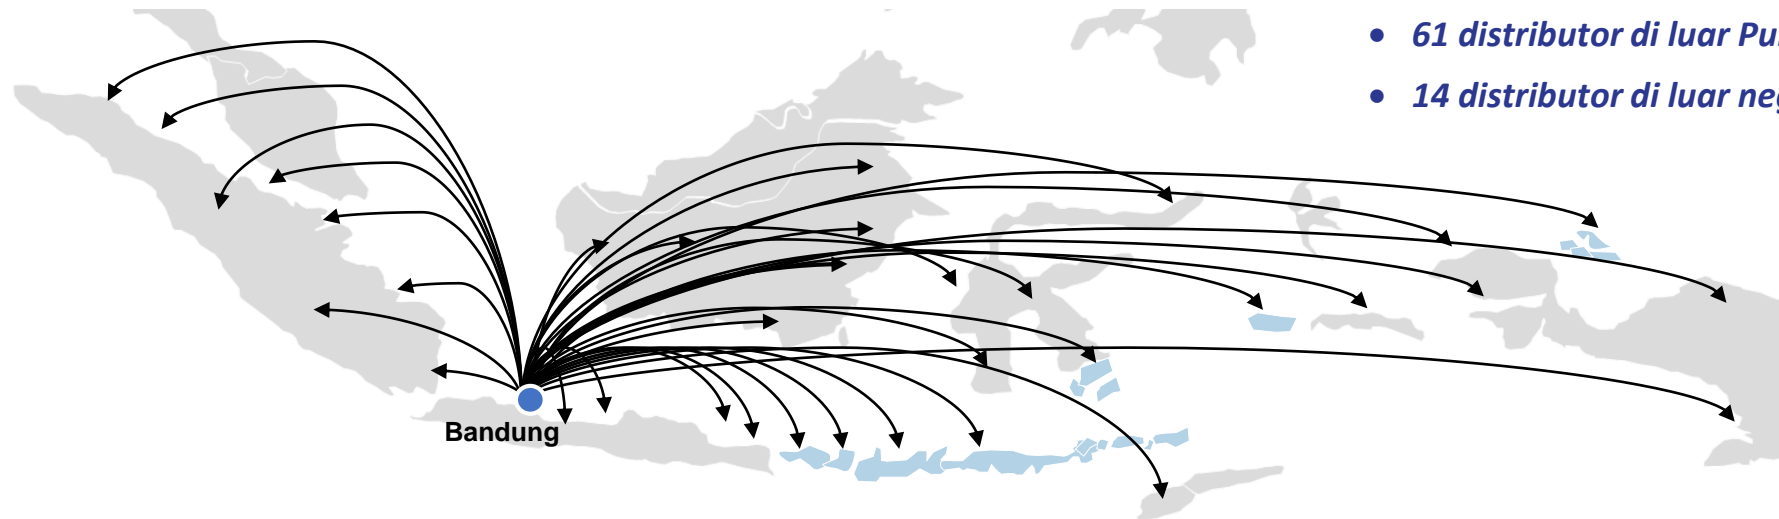 • 61 distributor di luar
• 14 distributor di luar
Bandung